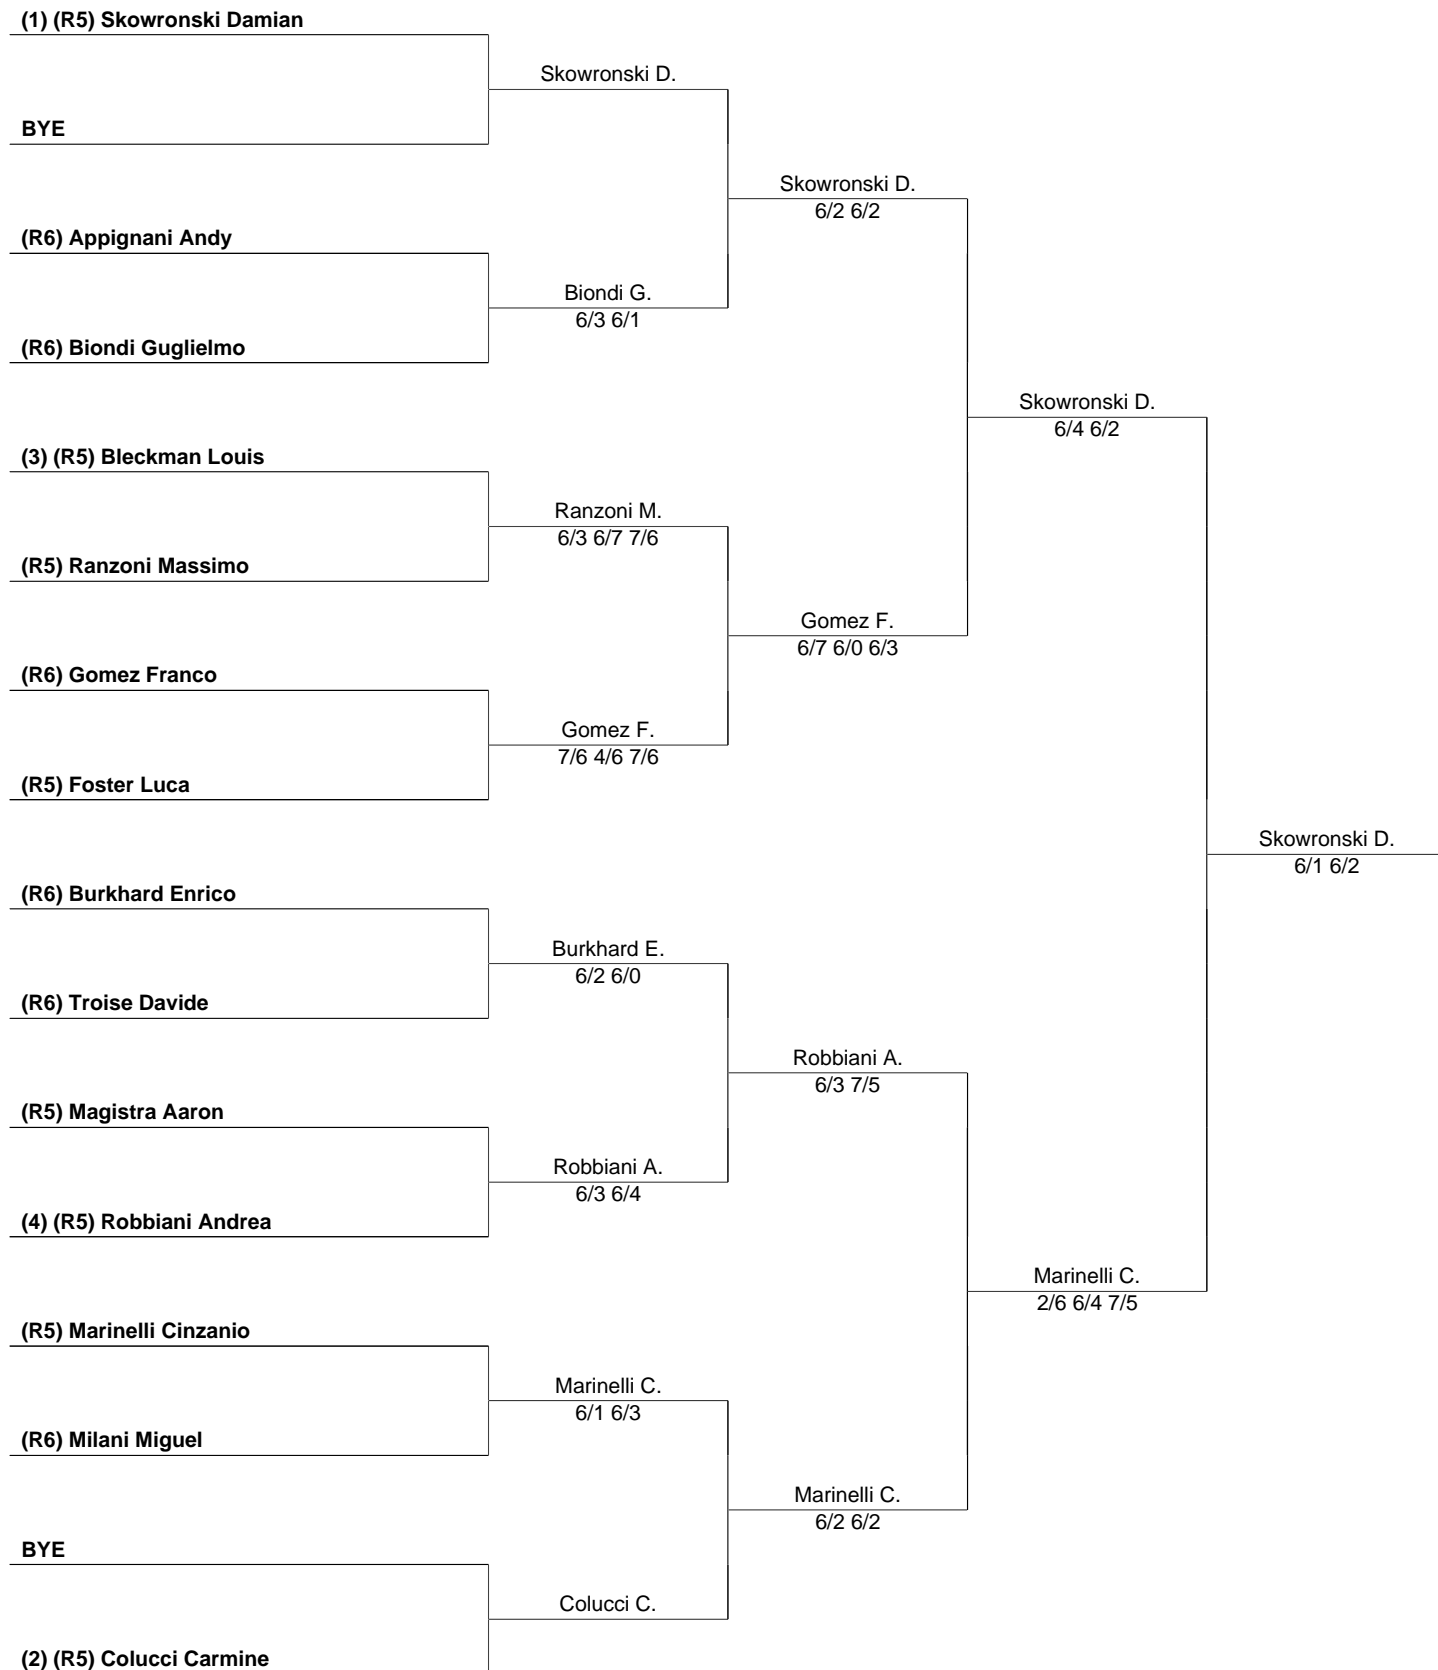 (1) (R5) Skowronski Damian
Skowronski D.
BYE
Skowronski D.
6/2 6/2
(R6) Appignani Andy
Biondi G.
6/3 6/1
(R6) Biondi Guglielmo
Skowronski D.
6/4 6/2
(3) (R5) Bleckman Louis
Ranzoni M.
6/3 6/7 7/6
(R5) Ranzoni Massimo
Gomez F.
6/7 6/0 6/3
(R6) Gomez Franco
Gomez F.
7/6 4/6 7/6
(R5) Foster Luca
Skowronski D.
6/1 6/2
(R6) Burkhard Enrico
Burkhard E.
6/2 6/0
(R6) Troise Davide
Robbiani A.
6/3 7/5
(R5) Magistra Aaron
Robbiani A.
6/3 6/4
(4) (R5) Robbiani Andrea
Marinelli C.
2/6 6/4 7/5
(R5) Marinelli Cinzanio
Marinelli C.
6/1 6/3
(R6) Milani Miguel
Marinelli C.
6/2 6/2
BYE
Colucci C.
(2) (R5) Colucci Carmine